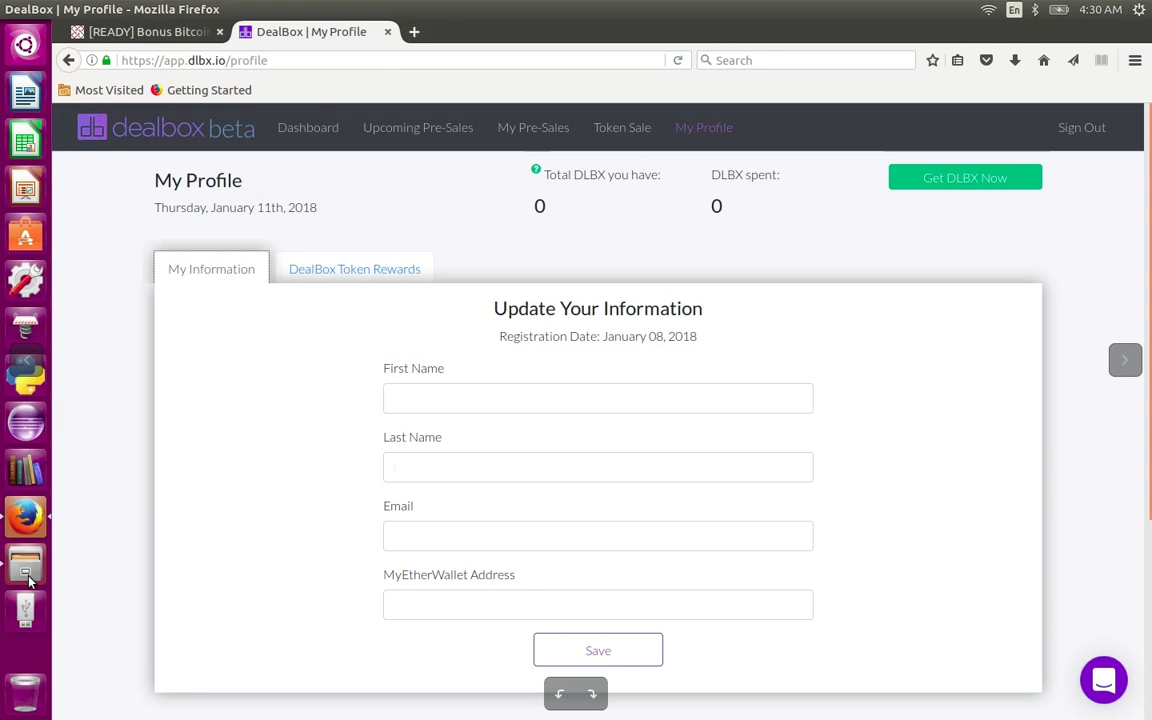 DealBox | My Profile - Mozilla Firefox
En
4:30 AM
[READY] Bonus Bitcoin
DealBox | My Profile
https://app.dlbx.io/profile
Search
Most Visited
Getting Started
dealbox beta
Dashboard
Upcoming Pre-Sales
My Pre-Sales
Token Sale
My Profile
Sign Out
My Profile
Thursday, January 11th, 2018
? Total DLBX you have:
0
DLBX spent:
0
Get DLBX Now
My Information
DealBox Token Rewards
Update Your Information
Registration Date: January 08, 2018
First Name
Last Name
Email
MyEtherWallet Address
Save